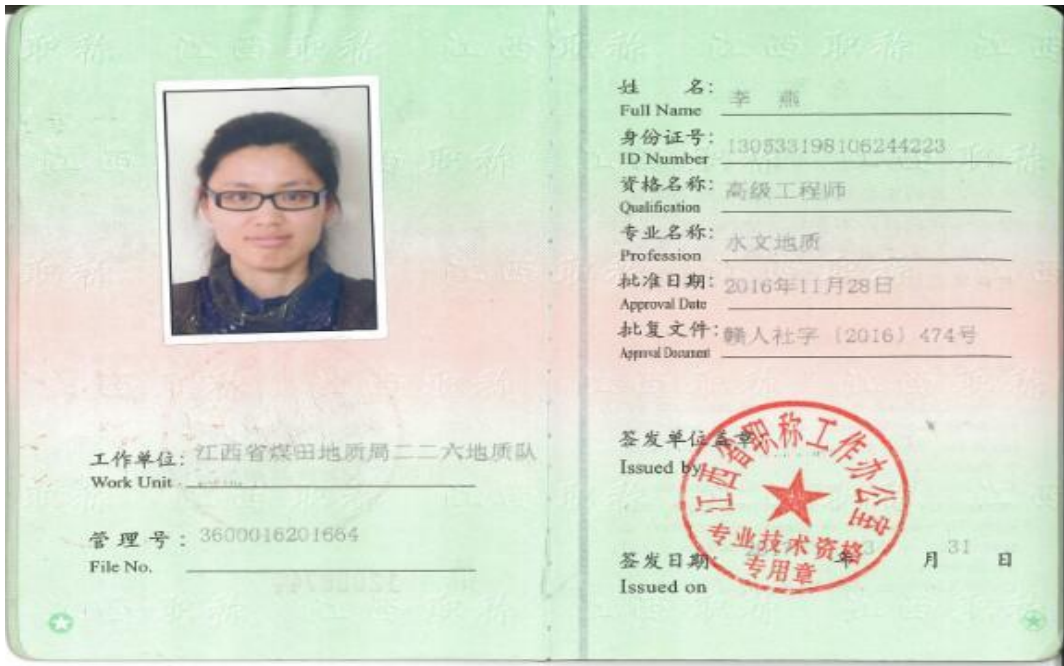 工作单位: 江西省煤田地质局二二六地质队
Work Unit
管 理 号: 3600016201664
File No.
姓 名: 李 燕
Full Name
身份证号: 130533198106244223
ID Number
资格名称: 高级工程师
Qualification
专业名称: 水文地质
Profession
批准日期: 2016年11月28日
Approval Date
批复文件: 赣人社字〔2016〕474号
Approval Document
签发单位盖章
Issued by
江西省职称工作办公室
专业技术资格
专用章
签发日期: 年 3 月 31 日
Issued on